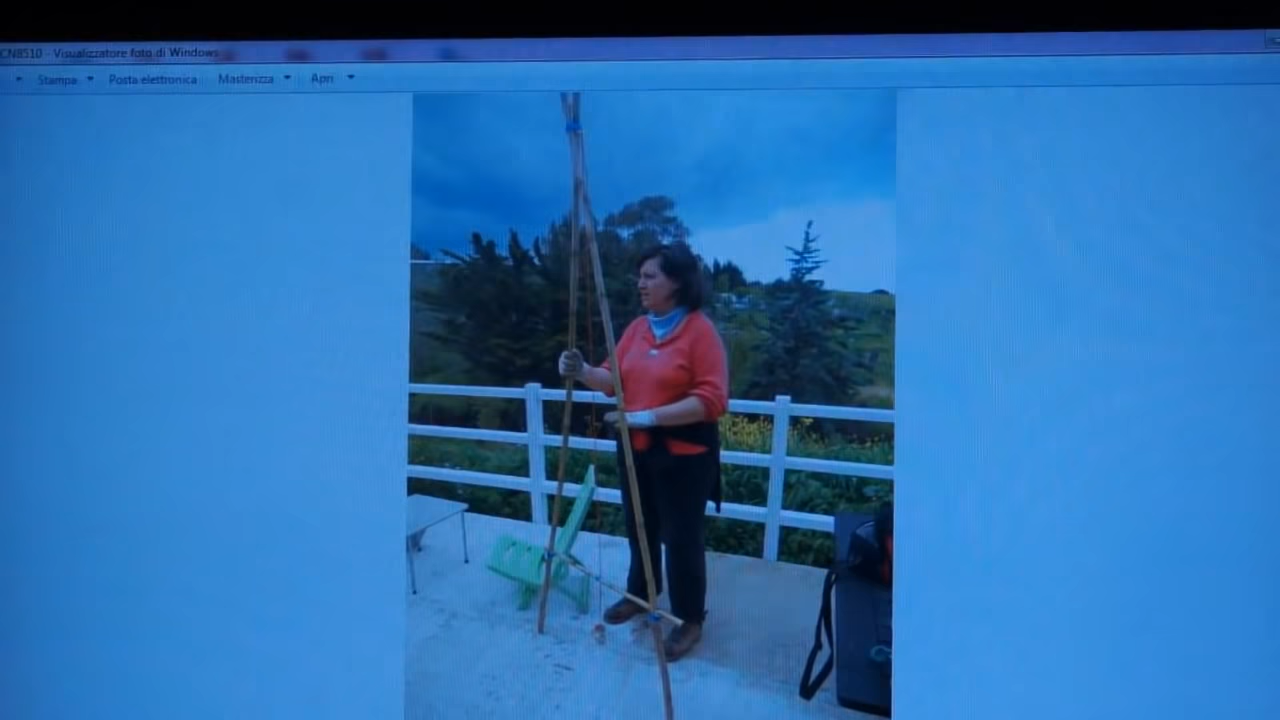 CN8510 - Visualizzatore foto di Windows
Stampa Posta elettronica Masterizza Apri